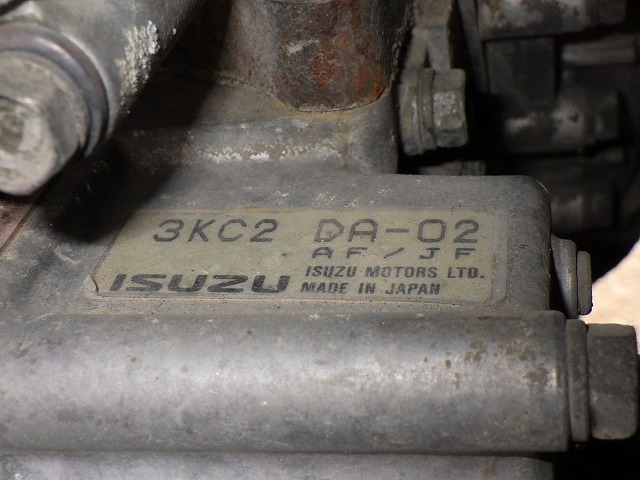 3KC2 DA-02
AF/JF
ISUZU ISUZU MOTORS LTD.
MADE IN JAPAN